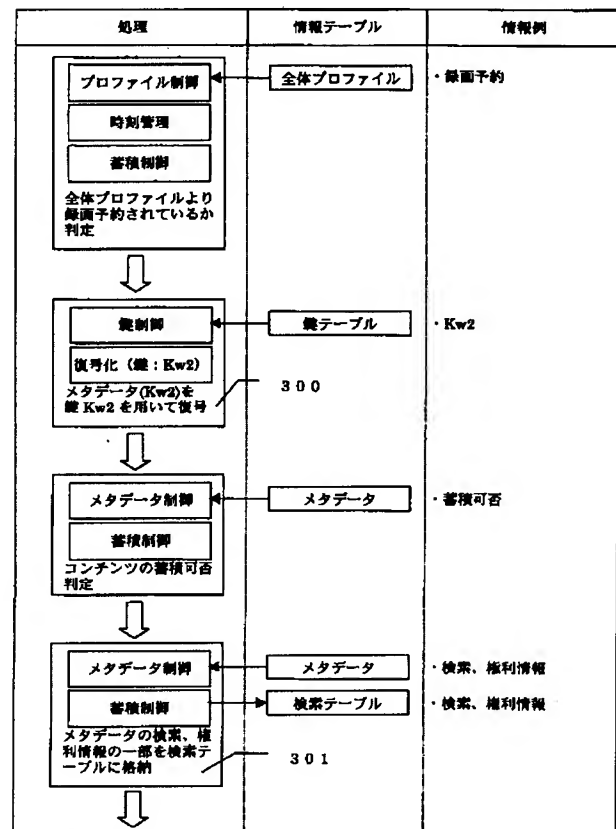 処理 情報テーブル 情報例
プロファイル制御 全体プロファイル ・録画予約
時刻管理
蓄積制御
全体プロファイルより
録画予約されているか
判定
鍵制御 鍵テーブル ・Kw2
復号化(鍵:Kw2)
メタデータ(Kw2)を
鍵 Kw2 を用いて復号
300
メタデータ制御 メタデータ ・蓄積可否
蓄積制御
コンテンツの蓄積可否
判定
メタデータ制御 メタデータ ・検索、権利情報
蓄積制御 検索テーブル ・検索、権利情報
メタデータの検索、権
利情報の一部を検索テ
ーブルに格納
301